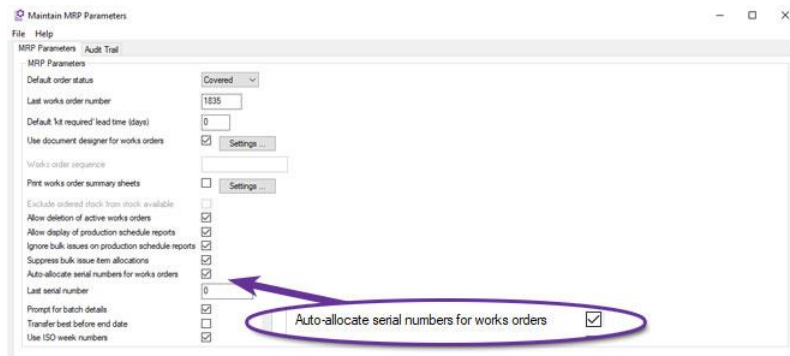 Maintain MRP Parameters
File Help
MRP Parameters Audit Trail
MRP Parameters
Default order status Covered
Last works order number 1835
Default 'kit required' lead time (days) 0
Use document designer for works orders Settings ...
Works order sequence
Print works order summary sheets Settings ...
Exclude ordered stock from stock available
Allow deletion of active works orders
Allow display of production schedule reports
Ignore bulk issues on production schedule reports
Suppress bulk issue item allocations
Auto-allocate serial numbers for works orders
Last serial number 0
Prompt for batch details
Transfer best before end date
Use ISO week numbers
Auto-allocate serial numbers for works orders